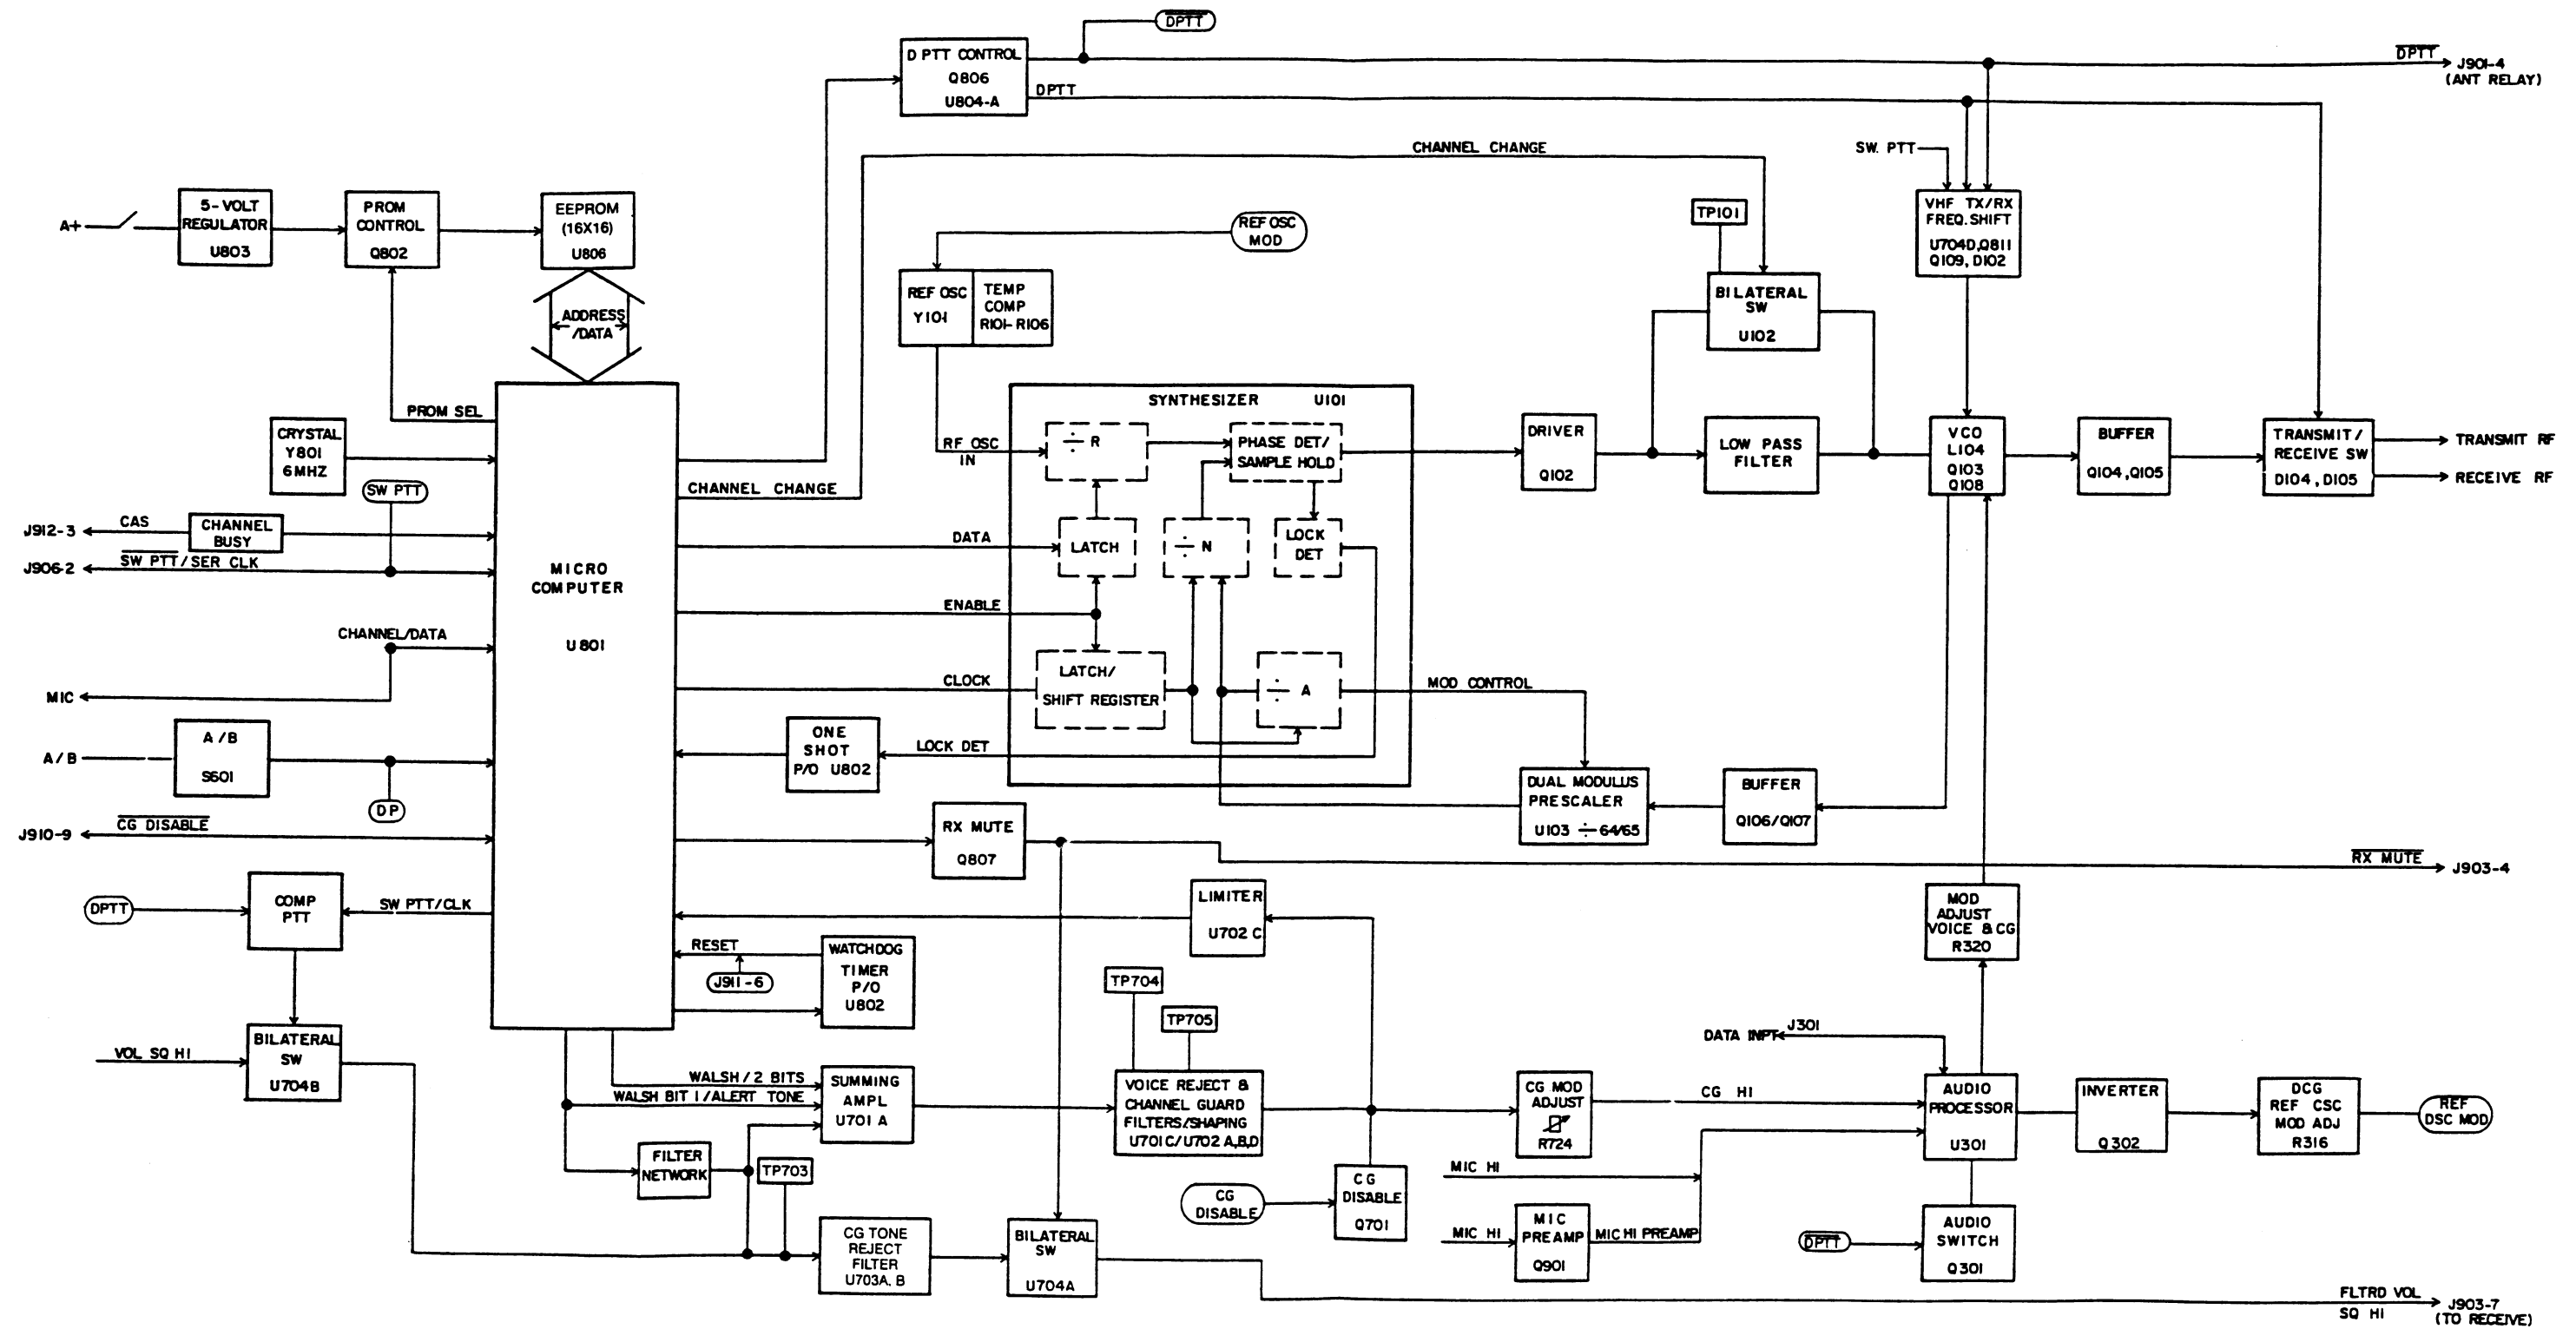 DPTT
D PTT CONTROL
Q806
U804-A
DPTT
J901-4
(ANT RELAY)
DPTT
CHANNEL CHANGE
SW. PTT
A+
5-VOLT
REGULATOR
U803
PROM
CONTROL
Q802
EEPROM
(16X16)
U806
REF OSC
MOD
TP101
VHF TX/RX
FREQ. SHIFT
U704D,Q811
Q109, D102
ADDRESS
/DATA
REF OSC
Y101
TEMP
COMP
R101-R106
BILATERAL
SW
U102
PROM SEL
CRYSTAL
Y801
6MHZ
SW PTT
SYNTHESIZER U101
RF OSC
IN
÷ R
PHASE DET/
SAMPLE HOLD
DRIVER
Q102
LOW PASS
FILTER
VCO
L104
Q103
Q108
BUFFER
Q104,Q105
TRANSMIT/
RECEIVE SW
D104, D105
TRANSMIT RF
RECEIVE RF
CHANNEL CHANGE
J912-3
CAS
CHANNEL
BUSY
J906-2
SW PTT/SER CLK
MICRO
COMPUTER
U801
DATA
LATCH
÷ N
LOCK
DET
ENABLE
CHANNEL/DATA
MIC
CLOCK
LATCH/
SHIFT REGISTER
÷ A
MOD CONTROL
A/B
A/B
S601
DP
ONE
SHOT
P/O U802
LOCK DET
DUAL MODULUS
PRESCALER
U103 ÷64/65
BUFFER
Q106/Q107
J910-9
CG DISABLE
RX MUTE
Q807
RX MUTE
J903-4
DPTT
COMP
PTT
SW PTT/CLK
LIMITER
U702 C
MOD
ADJUST
VOICE & CG
R320
RESET
J911-6
WATCHDOG
TIMER
P/O
U802
TP704
TP705
VOL SQ HI
BILATERAL
SW
U704B
DATA INPT
J301
WALSH/2 BITS
WALSH BIT 1/ALERT TONE
SUMMING
AMPL
U701 A
VOICE REJECT &
CHANNEL GUARD
FILTERS/SHAPING
U701 C/U702 A,B,D
CG MOD
ADJUST
R724
CG HI
AUDIO
PROCESSOR
U301
INVERTER
Q302
DCG
REF CSC
MOD ADJ
R316
REF
DSC MOD
FILTER
NETWORK
TP703
MIC HI
CG
DISABLE
CG
DISABLE
Q701
CG TONE
REJECT
FILTER
U703A, B
BILATERAL
SW
U704A
MIC HI
MIC
PREAMP
Q901
MIC HI PREAMP
DPTT
AUDIO
SWITCH
Q301
FLTRD VOL
SQ HI
J903-7
(TO RECEIVE)